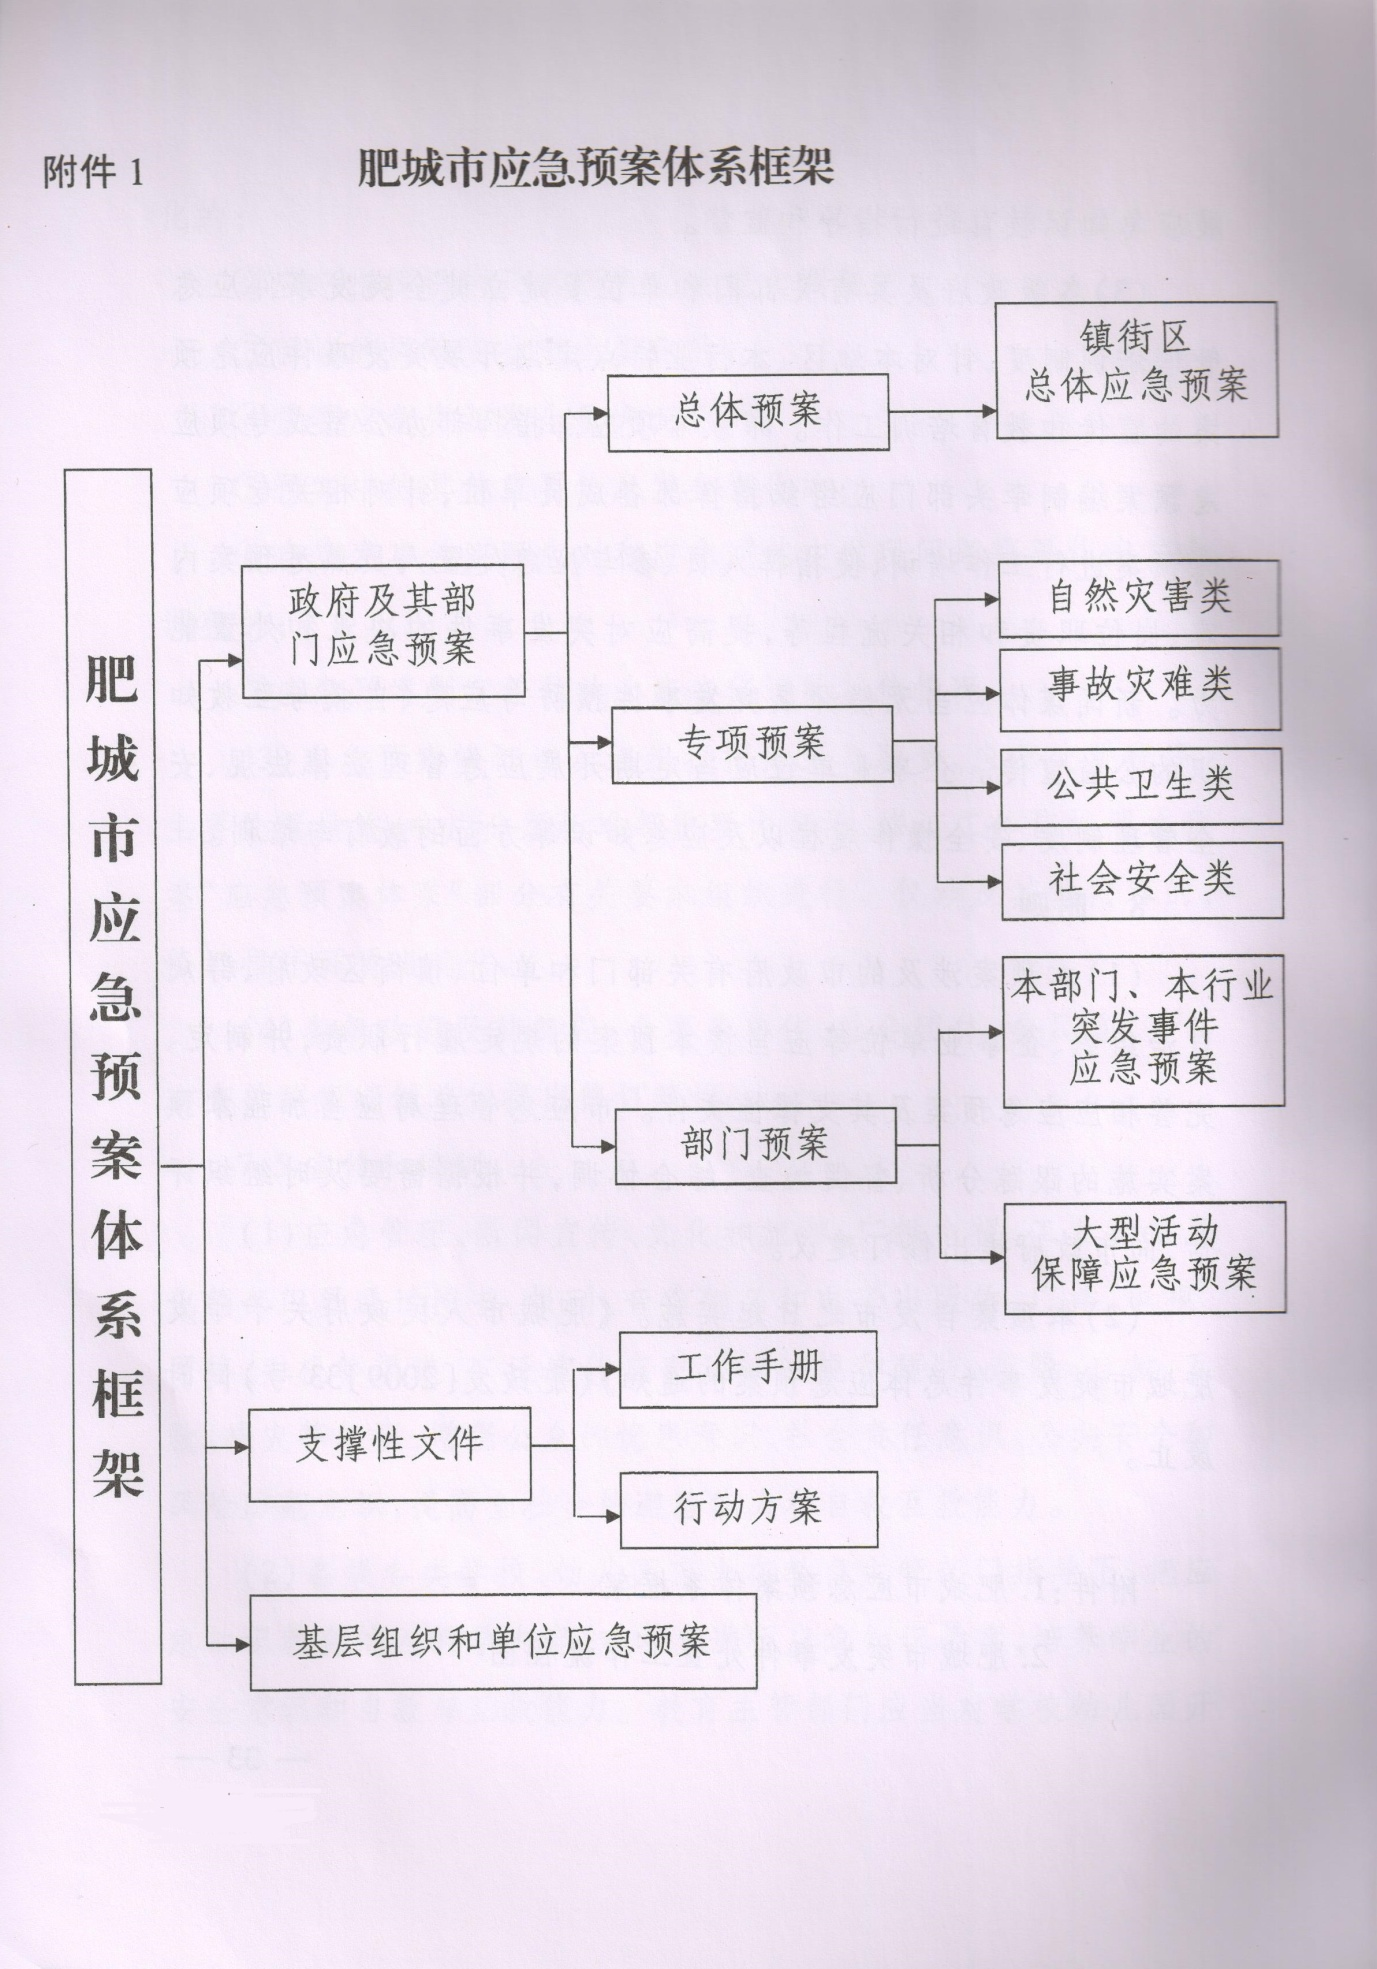 附件 1
肥城市应急预案体系框架
肥城市应急预案体系框架
政府及其部
门应急预案
总体预案
镇街区
总体应急预案
专项预案
自然灾害类
事故灾难类
公共卫生类
社会安全类
部门预案
本部门、本行业
突发事件
应急预案
大型活动
保障应急预案
支撑性文件
工作手册
行动方案
基层组织和单位应急预案